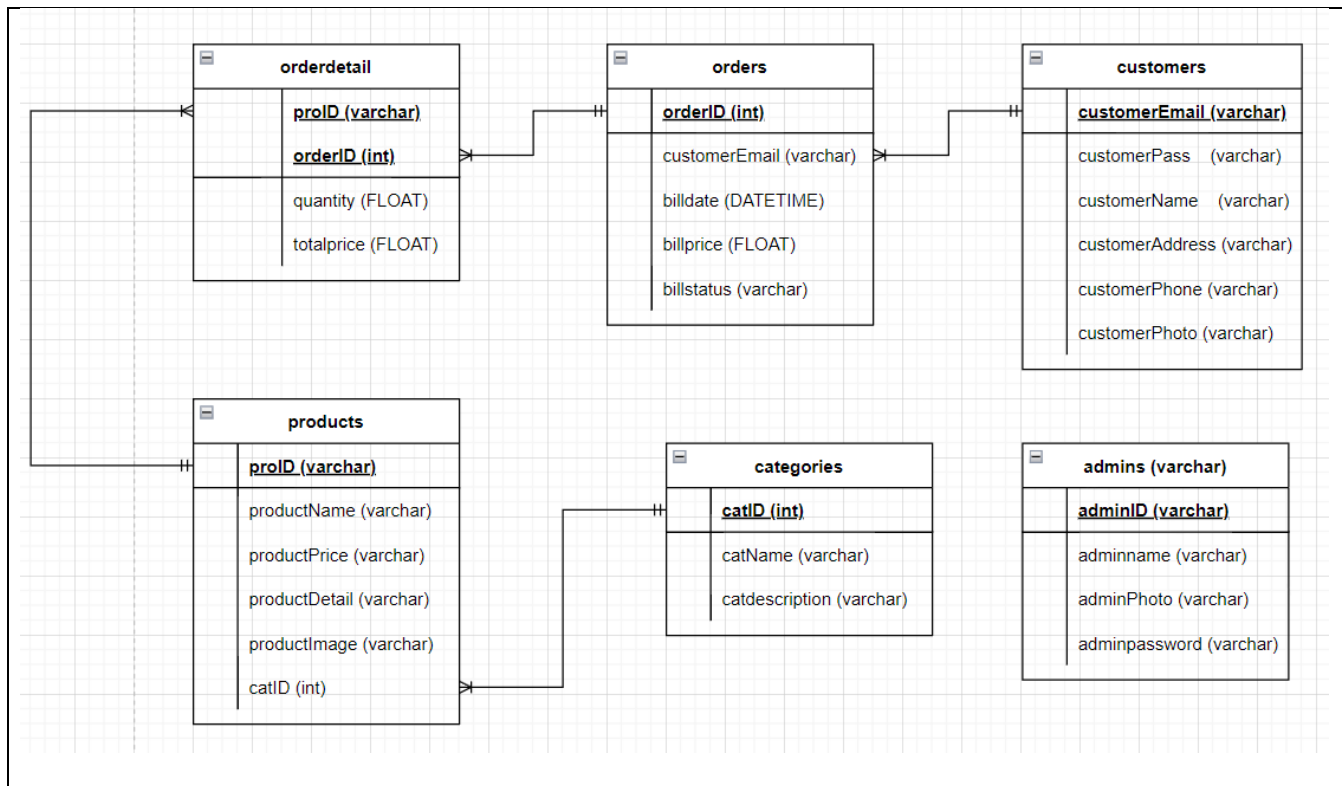 orderdetail
proID (varchar)
orderID (int)
quantity (FLOAT)
totalprice (FLOAT)
orders
orderID (int)
customerEmail (varchar)
billdate (DATETIME)
billprice (FLOAT)
billstatus (varchar)
customers
customerEmail (varchar)
customerPass (varchar)
customerName (varchar)
customerAddress (varchar)
customerPhone (varchar)
customerPhoto (varchar)
products
proID (varchar)
productName (varchar)
productPrice (varchar)
productDetail (varchar)
productImage (varchar)
catID (int)
categories
catID (int)
catName (varchar)
catdescription (varchar)
admins (varchar)
adminID (varchar)
adminname (varchar)
adminPhoto (varchar)
adminpassword (varchar)